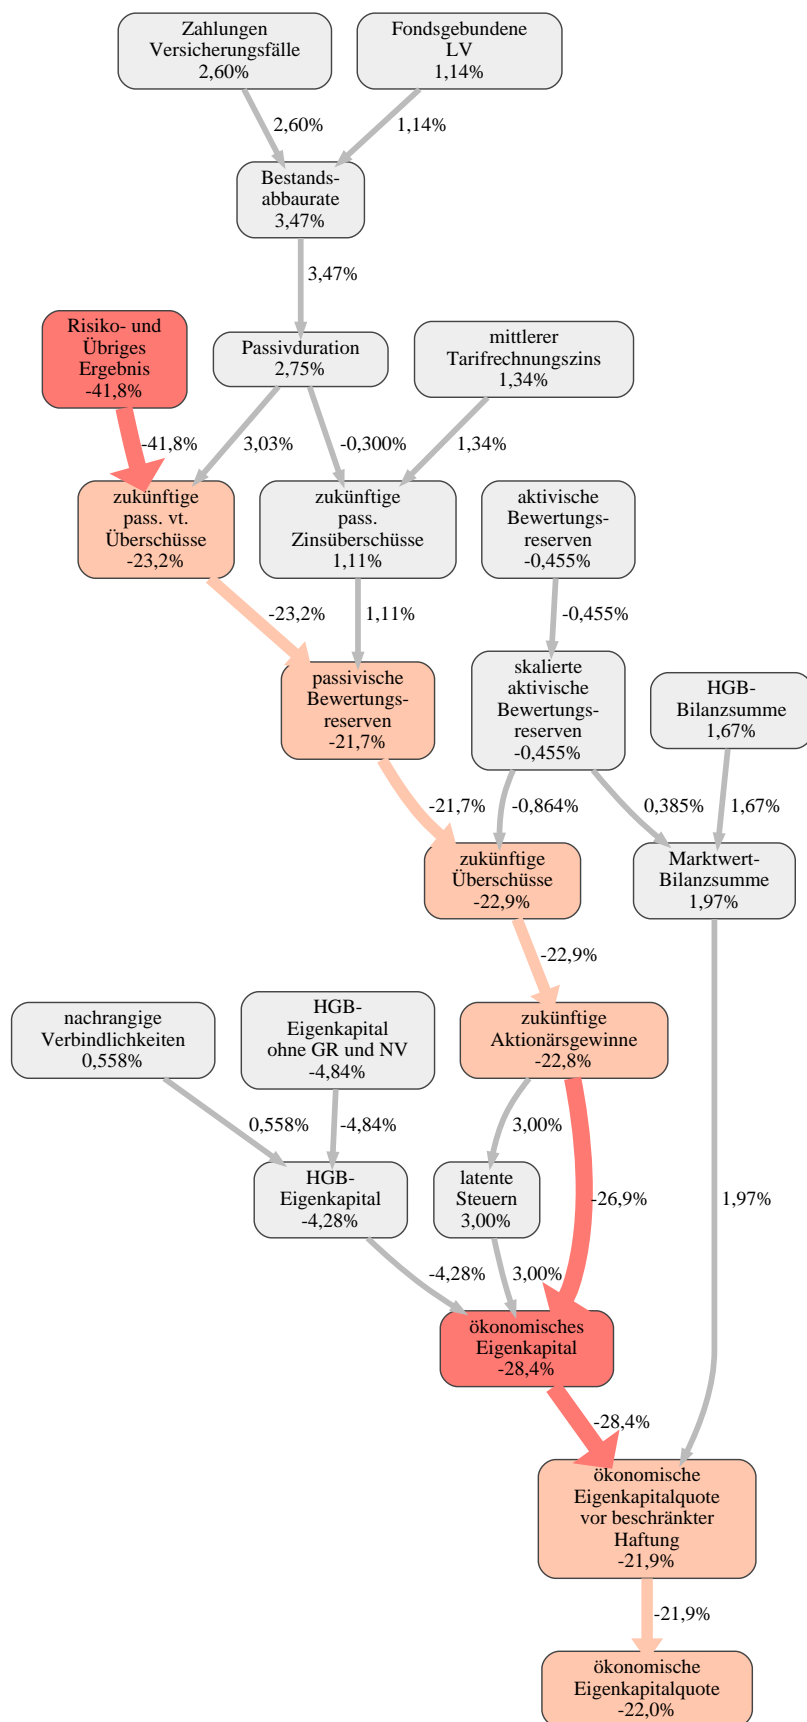 Zahlungen
Versicherungsfälle
2,60%
Fondsgebundene
LV
1,14%
2,60%
1,14%
Bestands-
abbaurate
3,47%
3,47%
Risiko- und
Übriges
Ergebnis
-41,8%
Passivduration
2,75%
mittlerer
Tarifrechnungszins
1,34%
-41,8%
3,03%
-0,300%
1,34%
zukünftige
pass. vt.
Überschüsse
-23,2%
zukünftige
pass.
Zinsüberschüsse
1,11%
aktivische
Bewertungs-
reserven
-0,455%
-23,2%
1,11%
-0,455%
passivische
Bewertungs-
reserven
-21,7%
skalierte
aktivische
Bewertungs-
reserven
-0,455%
HGB-
Bilanzsumme
1,67%
-21,7%
-0,864%
0,385%
1,67%
zukünftige
Überschüsse
-22,9%
Marktwert-
Bilanzsumme
1,97%
-22,9%
nachrangige
Verbindlichkeiten
0,558%
HGB-
Eigenkapital
ohne GR und NV
-4,84%
zukünftige
Aktionärsgewinne
-22,8%
0,558%
-4,84%
3,00%
-26,9%
1,97%
HGB-
Eigenkapital
-4,28%
latente
Steuern
3,00%
-4,28%
3,00%
ökonomisches
Eigenkapital
-28,4%
-28,4%
ökonomische
Eigenkapitalquote
vor beschränkter
Haftung
-21,9%
-21,9%
ökonomische
Eigenkapitalquote
-22,0%